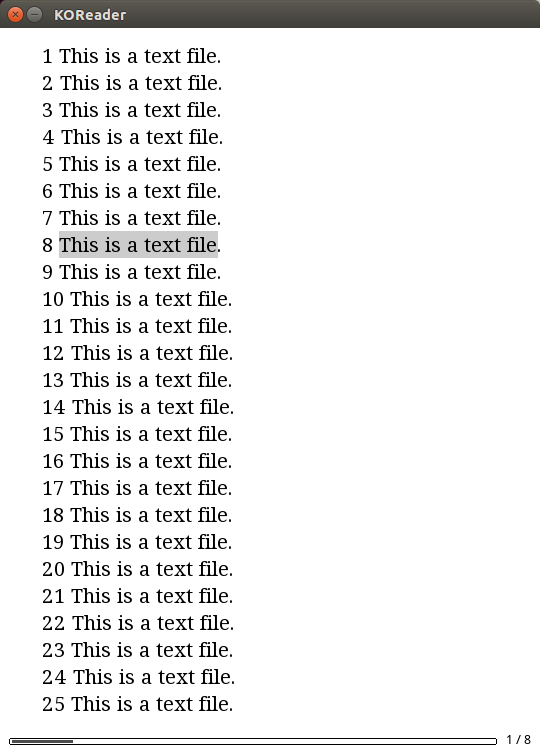 KOReader
1 This is a text file.
2 This is a text file.
3 This is a text file.
4 This is a text file.
5 This is a text file.
6 This is a text file.
7 This is a text file.
8 This is a text file.
9 This is a text file.
10 This is a text file.
11 This is a text file.
12 This is a text file.
13 This is a text file.
14 This is a text file.
15 This is a text file.
16 This is a text file.
17 This is a text file.
18 This is a text file.
19 This is a text file.
20 This is a text file.
21 This is a text file.
22 This is a text file.
23 This is a text file.
24 This is a text file.
25 This is a text file.
1 / 8